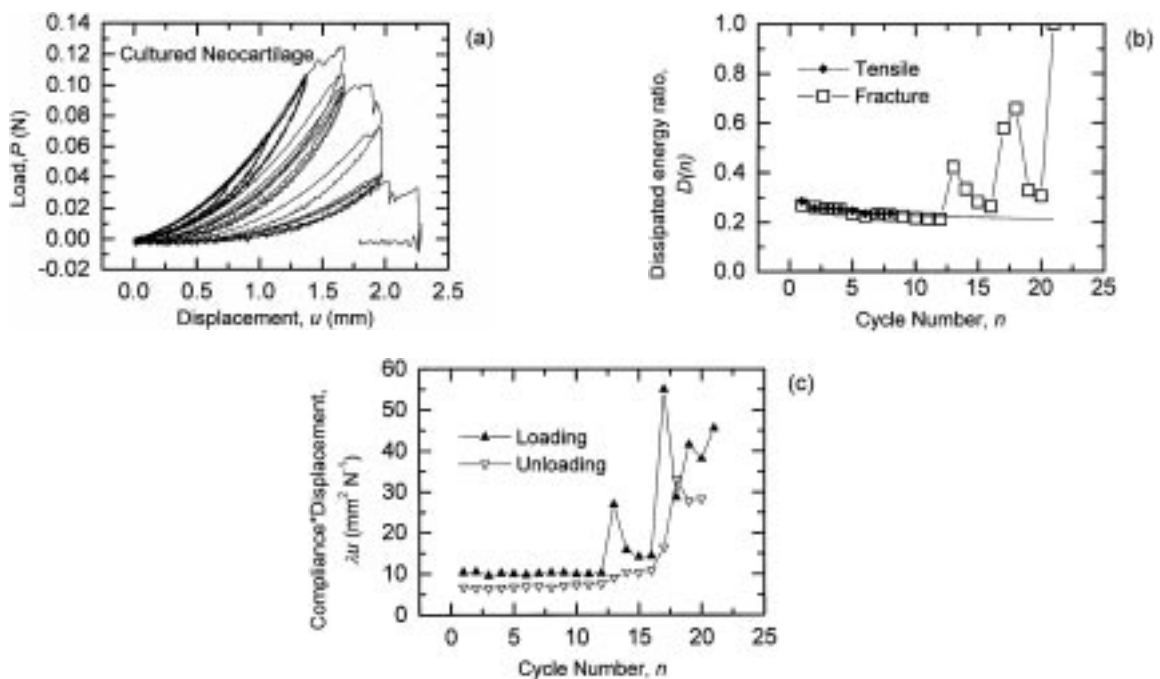 (a)
Cultured Neocartilage
0.14
0.12
0.10
0.08
0.06
0.04
0.02
0.00
-0.02
Load,P (N)
0.0 0.5 1.0 1.5 2.0 2.5
Displacement, u (mm)
(b)
Tensile
Fracture
1.0
0.8
0.6
0.4
0.2
0.0
Dissipated energy ratio,
D(n)
0 5 10 15 20 25
Cycle Number, n
(c)
Loading
Unloading
60
50
40
30
20
10
0
Compliance*Displacement,
λu (mm² N⁻¹)
0 5 10 15 20 25
Cycle Number, n